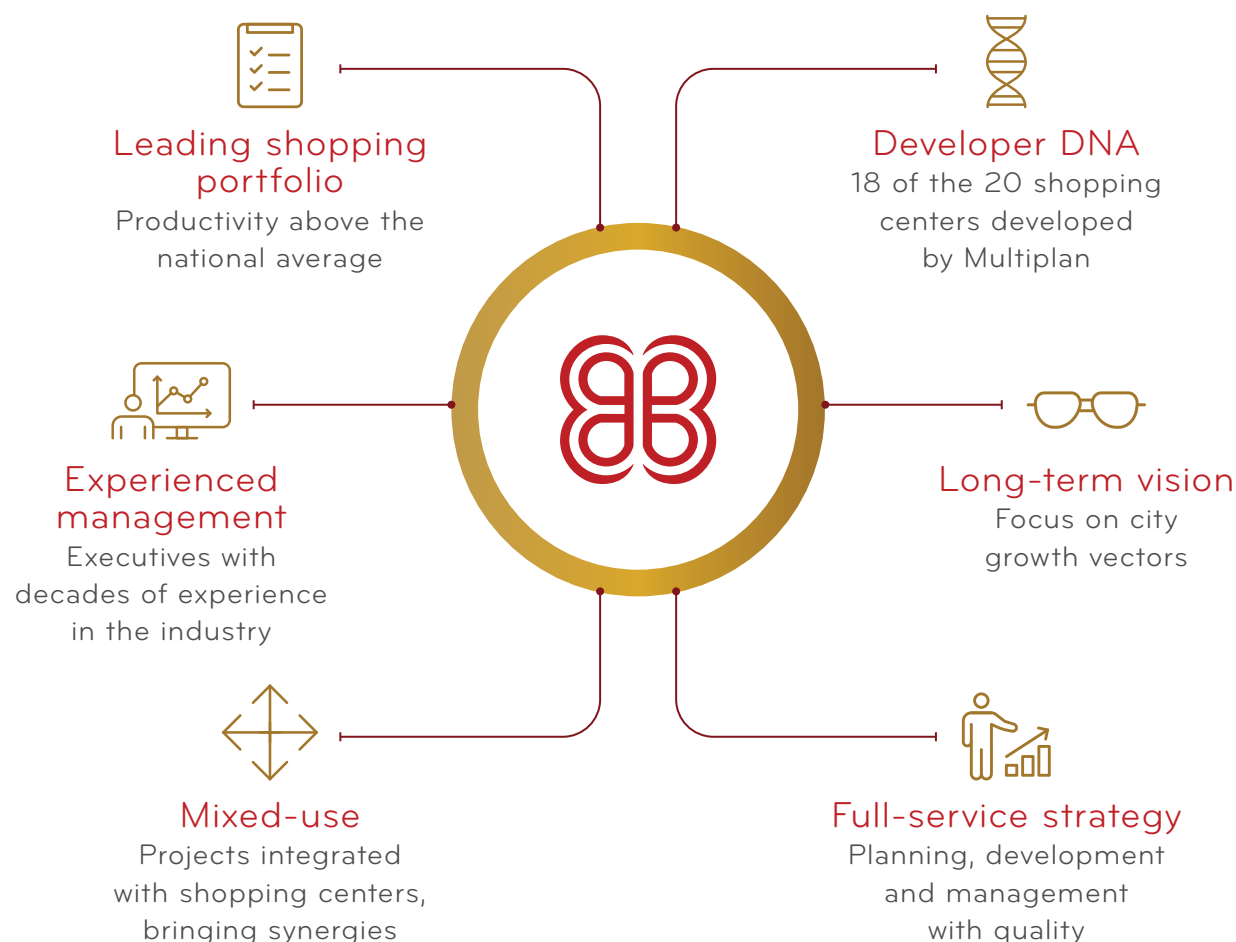 Leading shopping
portfolio
Productivity above the
national average
Developer DNA
18 of the 20 shopping
centers developed
by Multiplan
Experienced
management
Executives with
decades of experience
in the industry
Long-term vision
Focus on city
growth vectors
Mixed-use
Projects integrated
with shopping centers,
bringing synergies
Full-service strategy
Planning, development
and management
with quality